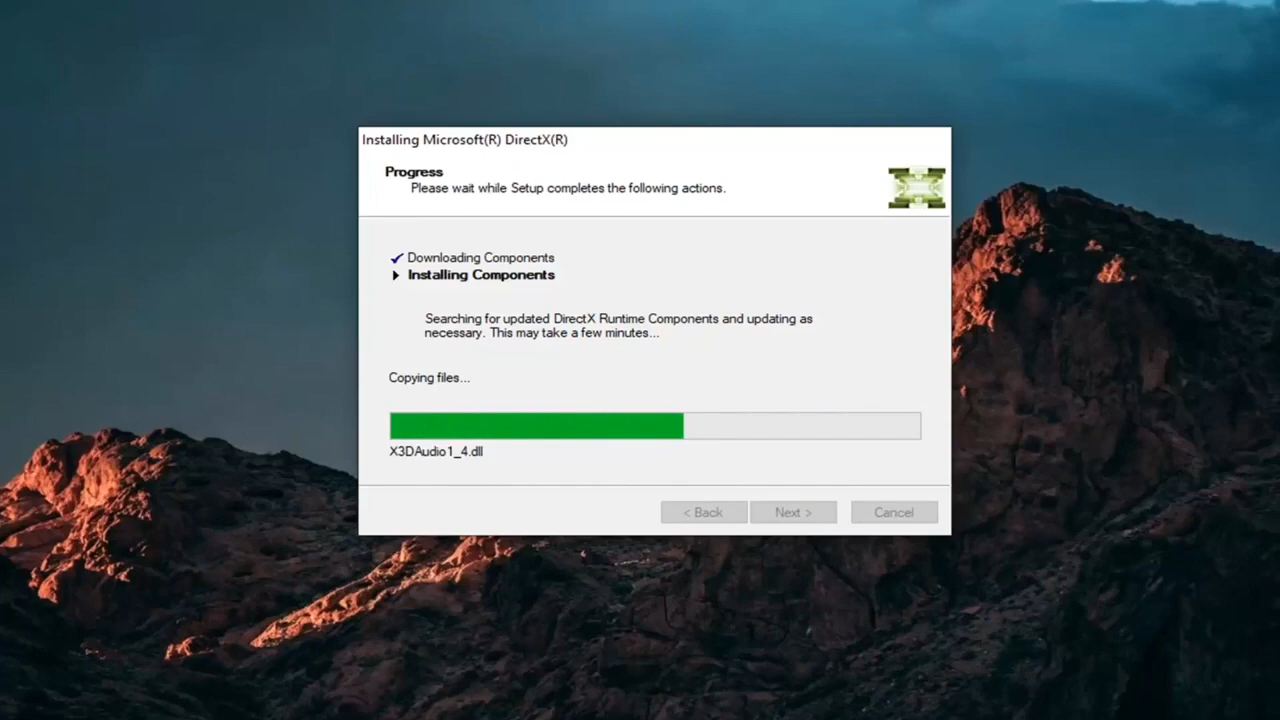 Installing Microsoft(R) DirectX(R)
Progress
Please wait while Setup completes the following actions.
Downloading Components
Installing Components
Searching for updated DirectX Runtime Components and updating as
necessary. This may take a few minutes...
Copying files...
X3DAudio1_4.dll
< Back
Next >
Cancel